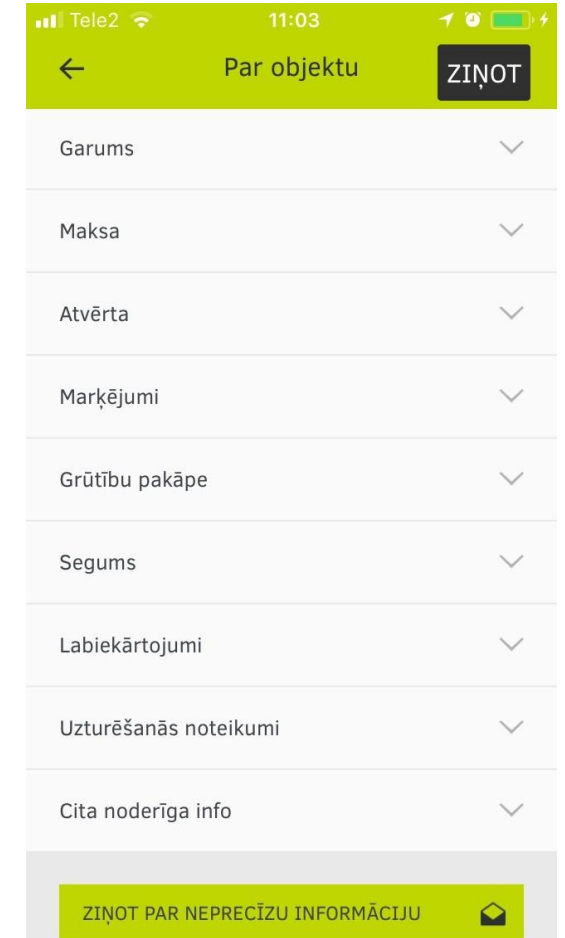 Tele2 11:03
Par objektu ZIŅOT
Garums
Maksa
Atvērta
Marķējumi
Grūtību pakāpe
Segums
Labiekārtojumi
Uzturēšanās noteikumi
Cita noderīga info
ZIŅOT PAR NEPRECĪZU INFORMĀCIJU